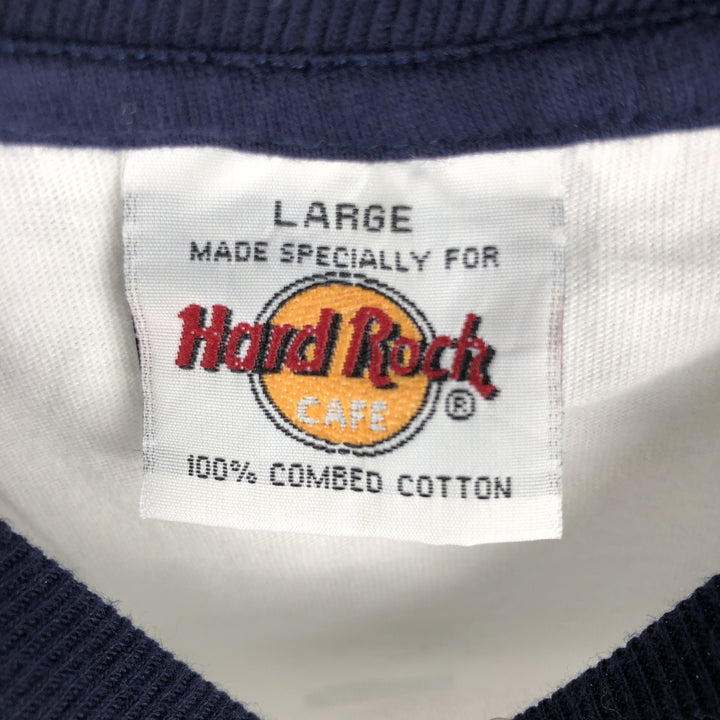 LARGE
MADE SPECIALLY FOR
Hard Rock
CAFE ®
100% COMBED COTTON